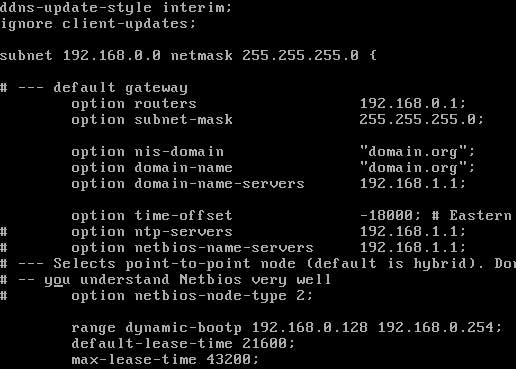 ddns-update-style interim;
ignore client-updates;
subnet 192.168.0.0 netmask 255.255.255.0 {
# --- default gateway
option routers 192.168.0.1;
option subnet-mask 255.255.255.0;
option nis-domain "domain.org";
option domain-name "domain.org";
option domain-name-servers 192.168.1.1;
option time-offset -18000; # Eastern
# option ntp-servers 192.168.1.1;
# option netbios-name-servers 192.168.1.1;
# --- Selects point-to-point node (default is hybrid). Don
# -- you understand Netbios very well
# option netbios-node-type 2;
range dynamic-bootp 192.168.0.128 192.168.0.254;
default-lease-time 21600;
max-lease-time 43200;